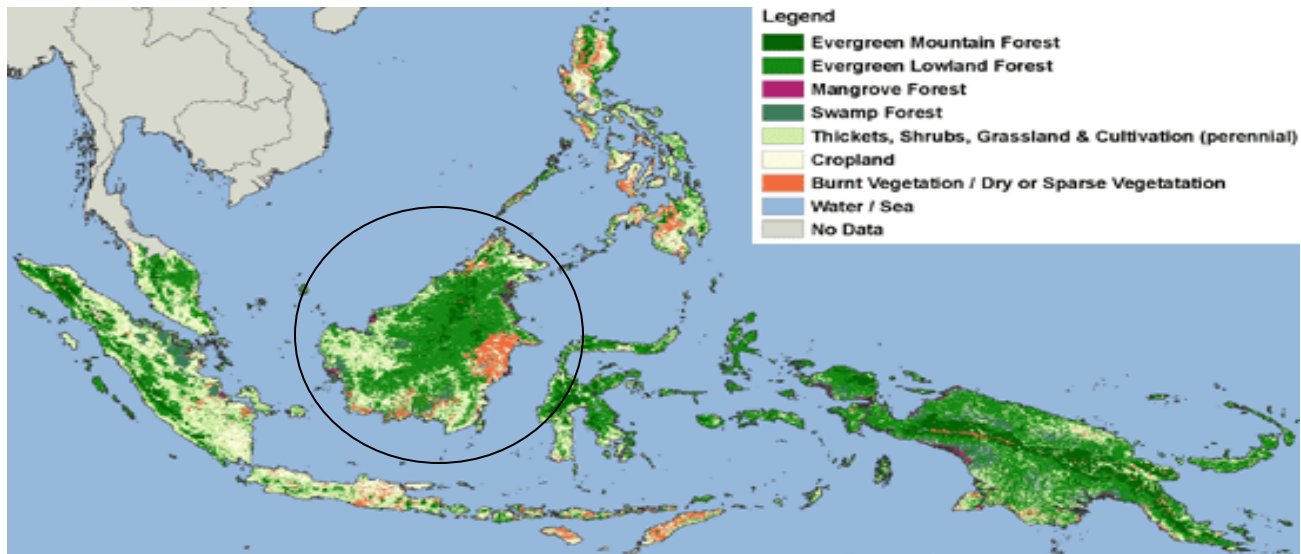 Legend
Evergreen Mountain Forest
Evergreen Lowland Forest
Mangrove Forest
Swamp Forest
Thickets, Shrubs, Grassland & Cultivation (perennial)
Cropland
Burnt Vegetation / Dry or Sparse Vegetatation
Water / Sea
No Data